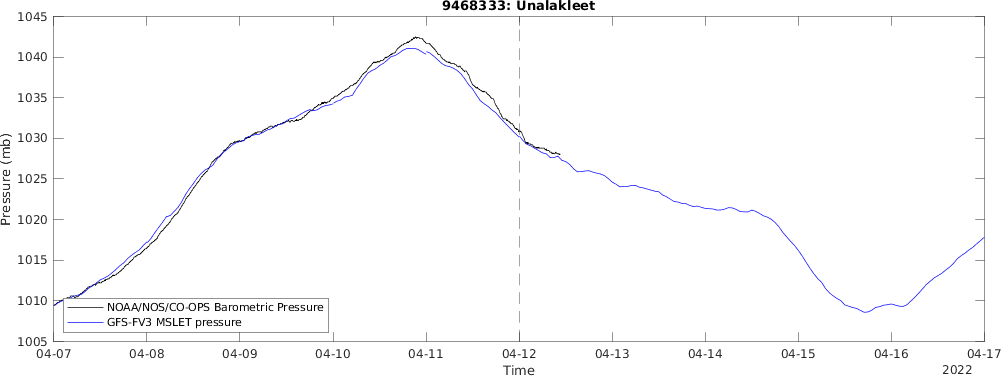 9468333: Unalakleet
1045
1040
1035
1030
1025
1020
1015
1010
1005
Pressure (mb)
NOAA/NOS/CO-OPS Barometric Pressure
GFS-FV3 MSLET pressure
04-07 04-08 04-09 04-10 04-11 04-12 04-13 04-14 04-15 04-16 04-17
Time
2022